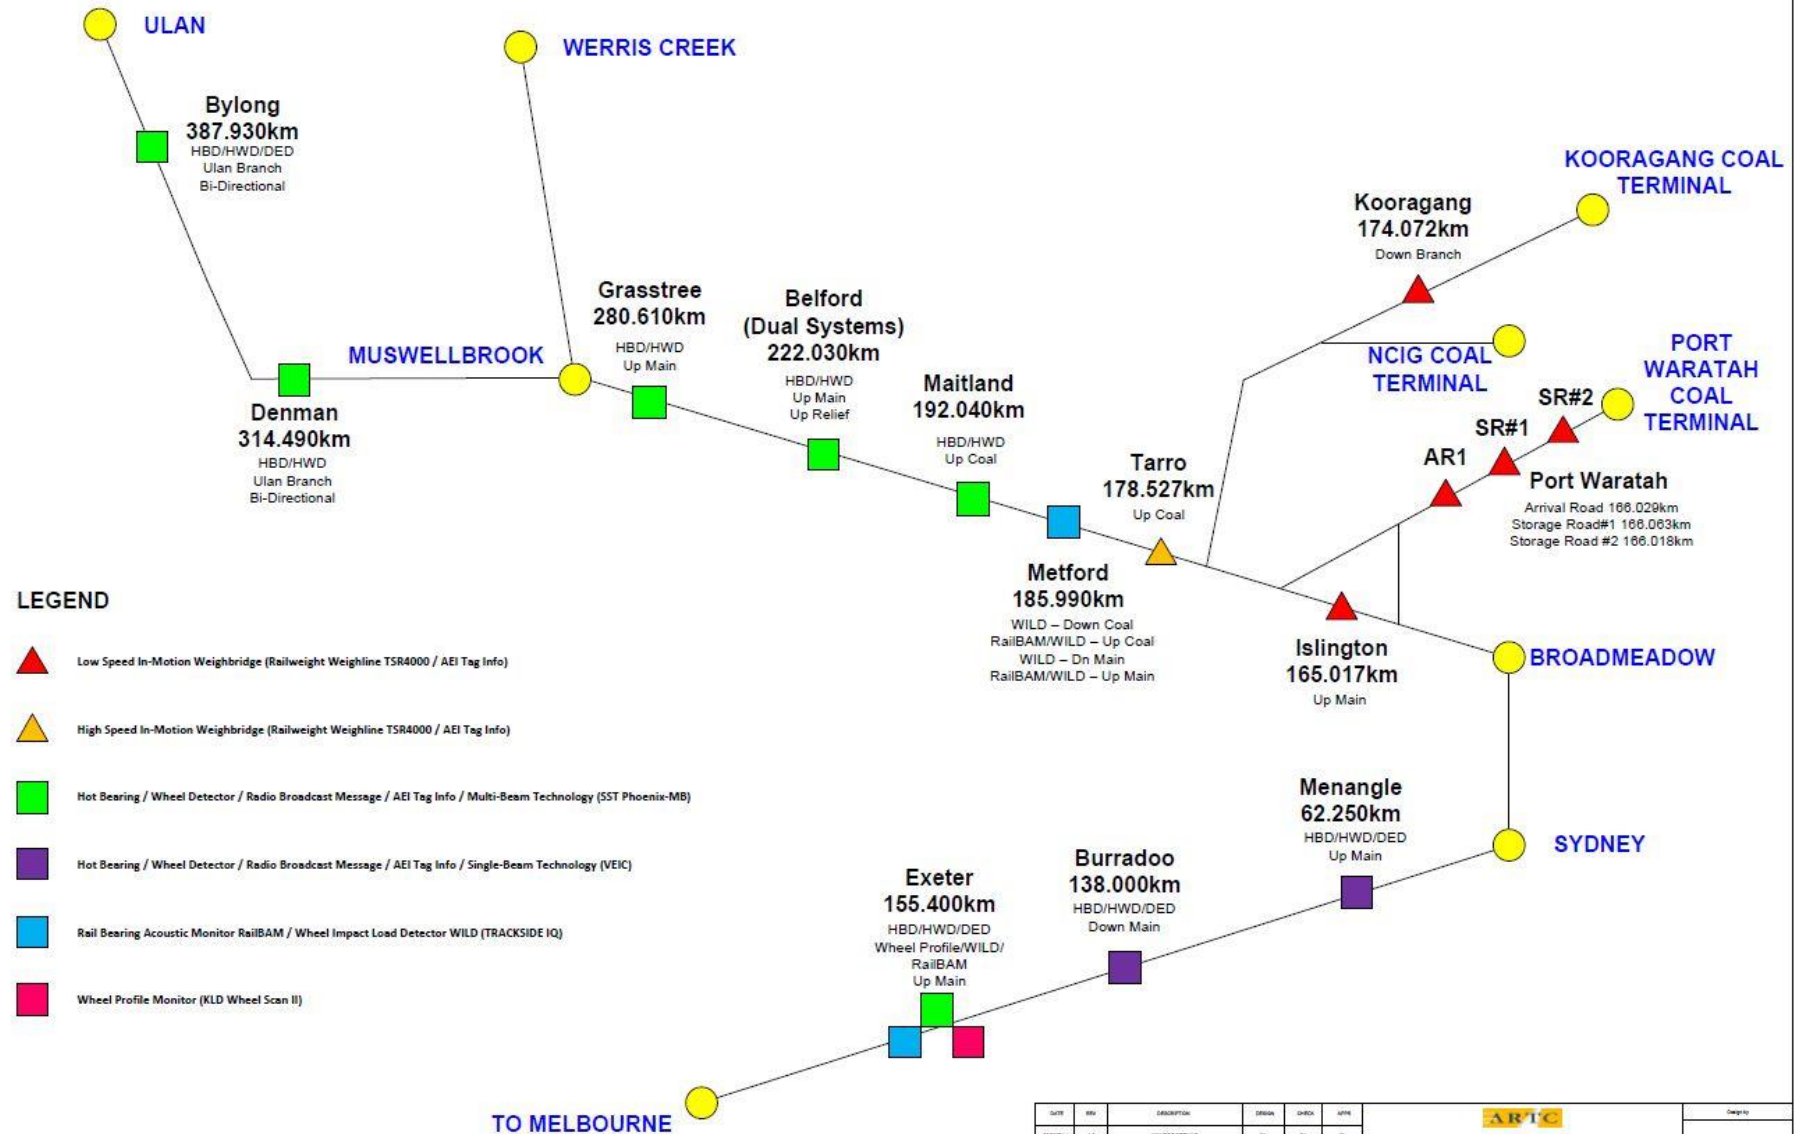 ULAN
WERRIS CREEK
Bylong
387.930km
HBD/HWD/DED
Ulan Branch
Bi-Directional
KOORAGANG COAL
TERMINAL
Kooragang
174.072km
Down Branch
Grasstree
280.610km
HBD/HWD
Up Main
Belford
(Dual Systems)
222.030km
HBD/HWD
Up Main
Up Relief
MUSWELLBROOK
NCIG COAL
TERMINAL
PORT
WARATAH
COAL
TERMINAL
Maitland
192.040km
HBD/HWD
Up Coal
SR#2
SR#1
AR1
Denman
314.490km
HBD/HWD
Ulan Branch
Bi-Directional
Tarro
178.527km
Up Coal
Port Waratah
Arrival Road 166.029km
Storage Road#1 166.063km
Storage Road #2 166.018km
Metford
185.990km
WILD – Down Coal
RailBAM/WILD – Up Coal
WILD – Dn Main
RailBAM/WILD – Up Main
Islington
165.017km
Up Main
BROADMEADOW
LEGEND
Low Speed In-Motion Weighbridge (Railweight Weighline TSR4000 / AEI Tag Info)
High Speed In-Motion Weighbridge (Railweight Weighline TSR4000 / AEI Tag Info)
Hot Bearing / Wheel Detector / Radio Broadcast Message / AEI Tag Info / Multi-Beam Technology (SST Phoenix-MB)
Hot Bearing / Wheel Detector / Radio Broadcast Message / AEI Tag Info / Single-Beam Technology (VEIC)
Rail Bearing Acoustic Monitor RailBAM / Wheel Impact Load Detector WILD (TRACKSIDE IQ)
Wheel Profile Monitor (KLD Wheel Scan II)
Menangle
62.250km
HBD/HWD/DED
Up Main
SYDNEY
Burradoo
138.000km
HBD/HWD/DED
Down Main
Exeter
155.400km
HBD/HWD/DED
Wheel Profile/WILD/
RailBAM
Up Main
TO MELBOURNE
DATE REV DESCRIPTION DESIGN CHECK APPR
ARTC
Design by